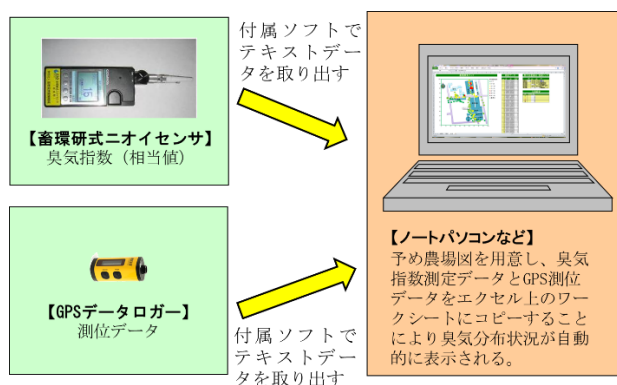 付属ソフトで
テキストデー
タを取り出す
【畜環研式ニオイセンサ】
臭気指数（相当値）
【GPSデータロガー】
測位データ
付属ソフトで
テキストデー
タを取り出す
【ノートパソコンなど】
予め農場図を用意し、臭気
指数測定データとGPS測位
データをエクセル上のワー
クシートにコピーすること
により臭気分布状況が自動
的に表示される。